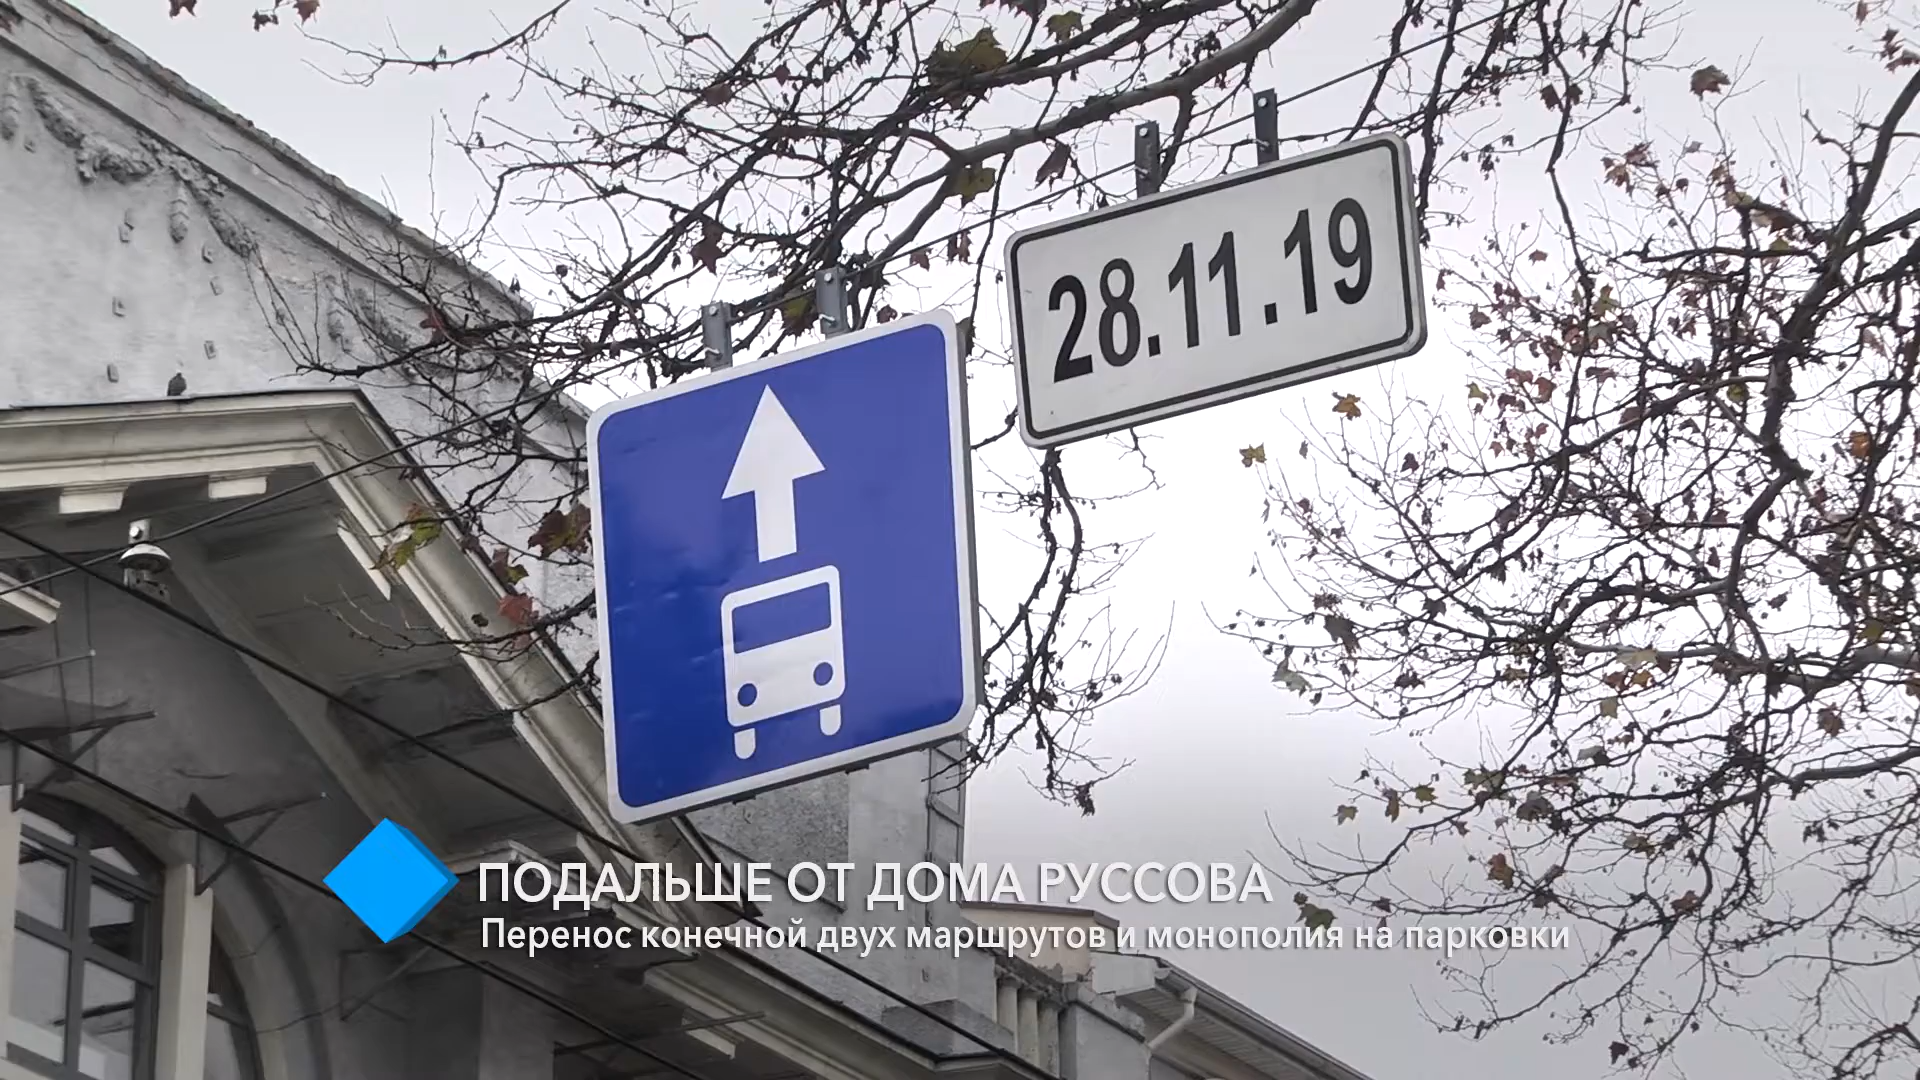 28.11.19
ПОДАЛЬШЕ ОТ ДОМА РУССОВА
Перенос конечной двух маршрутов и монополия на парковки